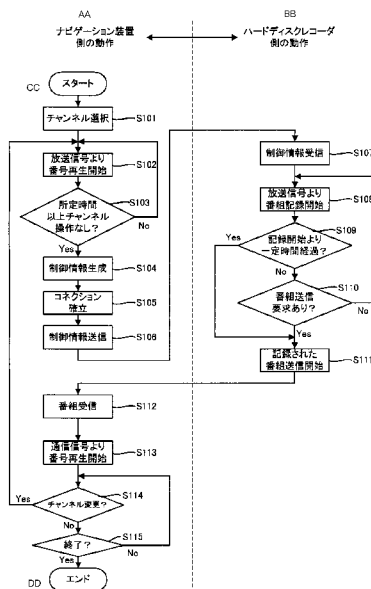 AA
BB
ナビゲーション装置
側の動作
ハードディスクレコーダ
側の動作
CC
スタート
チャンネル選択
S101
放送信号より
番号再生開始
S102
所定時間
以上チャンネル
操作なし?
S103
No
Yes
制御情報生成
S104
コネクション
確立
S105
制御情報送信
S106
制御情報受信
S107
放送信号より
番組記録開始
S108
記録開始より
一定時間経過?
S109
Yes
No
番組送信
要求あり?
S110
No
Yes
記録された
番組送信開始
S111
番組受信
S112
通信信号より
番号再生開始
S113
チャンネル変更?
S114
Yes
No
終了?
S115
No
Yes
DD
エンド